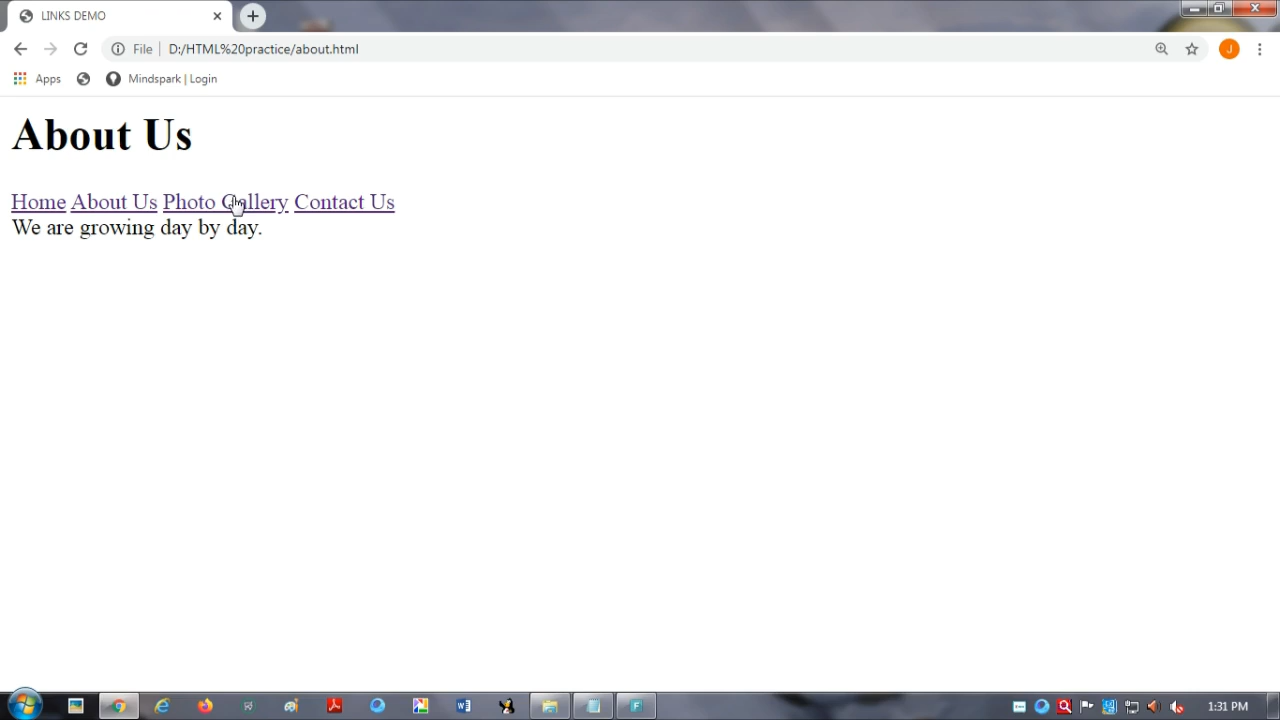 LINKS DEMO
File D:/HTML%20practice/about.html
J
Apps Mindspark | Login
About Us
Home About Us Photo Gallery Contact Us
We are growing day by day.
1:31 PM